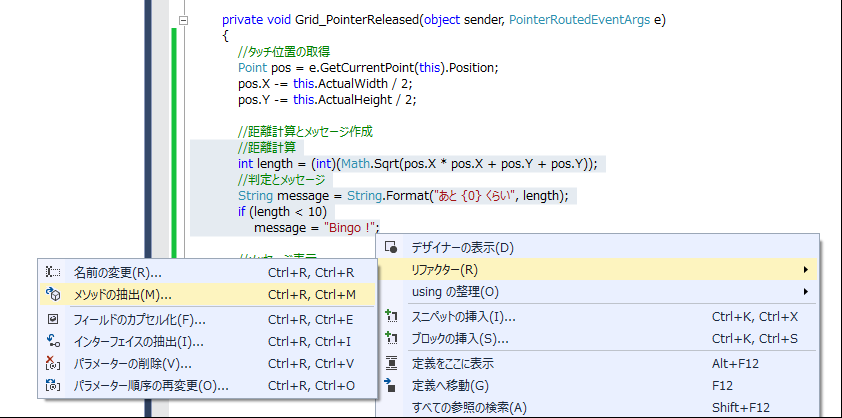 private void Grid_PointerReleased(object sender, PointerRoutedEventArgs e)
{
//タッチ位置の取得
Point pos = e.GetCurrentPoint(this).Position;
pos.X -= this.ActualWidth / 2;
pos.Y -= this.ActualHeight / 2;
//距離計算とメッセージ作成
//距離計算
int length = (int)(Math.Sqrt(pos.X * pos.X + pos.Y + pos.Y));
//判定とメッセージ
String message = String.Format("あと {0} くらい", length);
if (length < 10)
message = "Bingo !";
//メッセージ表示
デザイナーの表示(D)
リファクター(R)
using の整理(O)
スニペットの挿入(I)... Ctrl+K, Ctrl+X
ブロックの挿入(S)... Ctrl+K, Ctrl+S
定義をここに表示 Alt+F12
定義へ移動(G) F12
すべての参照の検索(A) Shift+F12
名前の変更(R)... Ctrl+R, Ctrl+R
メソッドの抽出(M)... Ctrl+R, Ctrl+M
フィールドのカプセル化(F)... Ctrl+R, Ctrl+E
インターフェイスの抽出(I)... Ctrl+R, Ctrl+I
パラメーターの削除(V)... Ctrl+R, Ctrl+V
パラメーター順序の再変更(O)... Ctrl+R, Ctrl+O